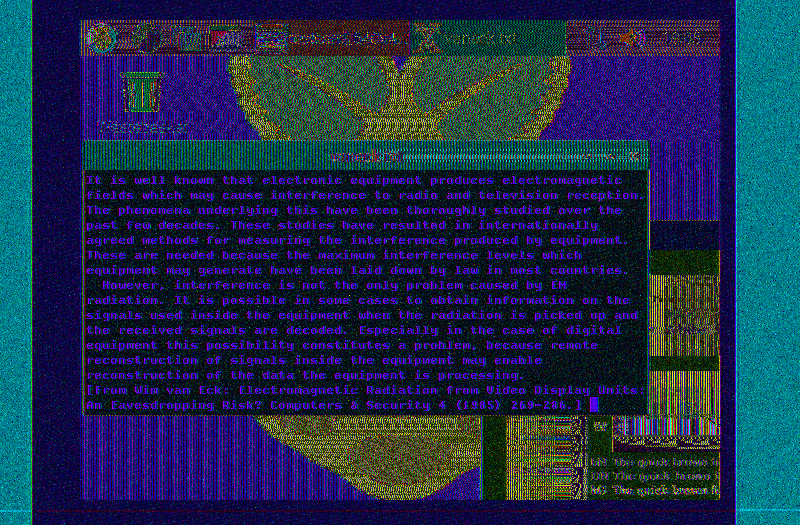 It is well known that electronic equipment produces electromagnetic
fields which may cause interference to radio and television reception.
The phenomena underlying this have been thoroughly studied over the
past few decades. These studies have resulted in internationally
agreed methods for measuring the interference produced by equipment.
These are needed because the maximum interference levels which
equipment may generate have been laid down by law in most countries.
However, interference is not the only problem caused by EM
radiation. It is possible in some cases to obtain information on the
signals used inside the equipment when the radiation is picked up and
the received signals are decoded. Especially in the case of digital
equipment this possibility constitutes a problem, because remote
reconstruction of signals inside the equipment may enable
reconstruction of the data the equipment is processing.
[From Wim van Eck: Electromagnetic Radiation from Video Display Units:
An Eavesdropping Risk? Computers & Security 4 (1985) 269-286.]
The quick brown
The quick brown
The quick brown f